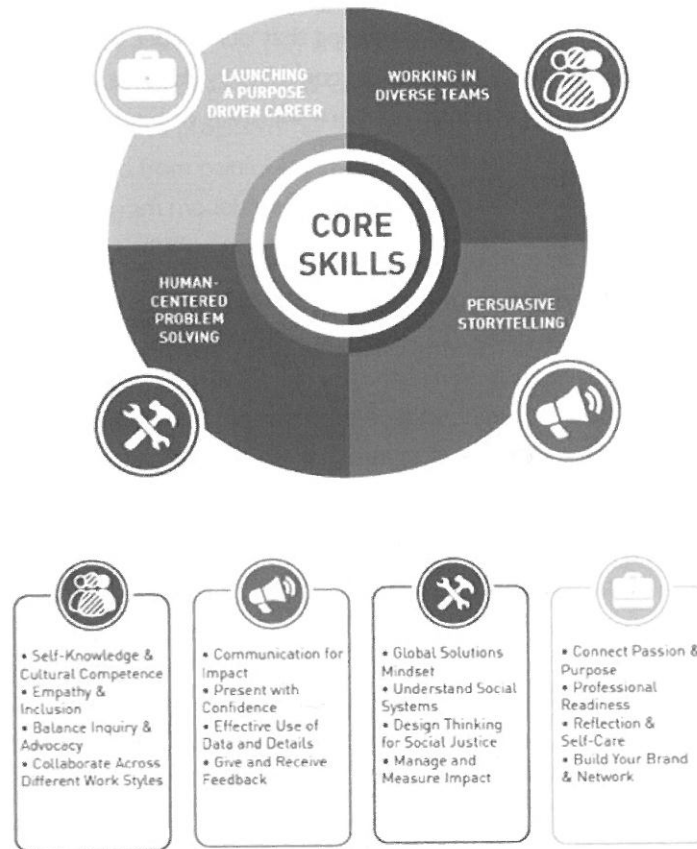 LAUNCHING
A PURPOSE
DRIVEN CAREER
WORKING IN
DIVERSE TEAMS
CORE
SKILLS
HUMAN-
CENTERED
PROBLEM
SOLVING
PERSUASIVE
STORYTELLING
• Self-Knowledge &
Cultural Competence
• Empathy &
Inclusion
• Balance Inquiry &
Advocacy
• Collaborate Across
Different Work Styles
• Communication for
Impact
• Present with
Confidence
• Effective Use of
Data and Details
• Give and Receive
Feedback
• Global Solutions
Mindset
• Understand Social
Systems
• Design Thinking
for Social Justice
• Manage and
Measure Impact
• Connect Passion &
Purpose
• Professional
Readiness
• Reflection &
Self-Care
• Build Your Brand
& Network